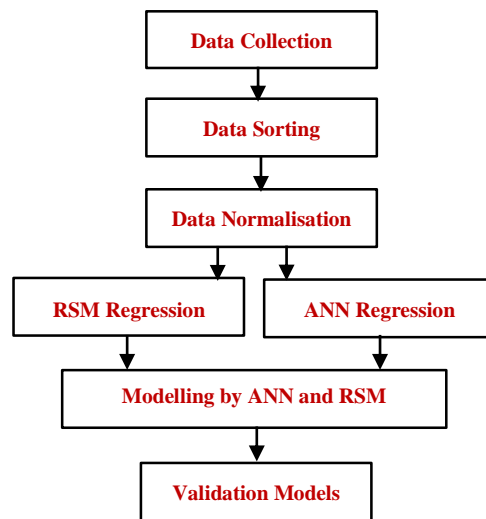 Data Collection
Data Sorting
Data Normalisation
RSM Regression
ANN Regression
Modelling by ANN and RSM
Validation Models